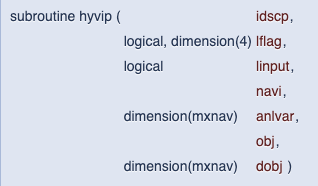 subroutine hyvip ( idscp,
logical, dimension(4) lflag,
logical linput,
navi,
dimension(mxnav) anlvar,
obj,
dimension(mxnav) dobj )